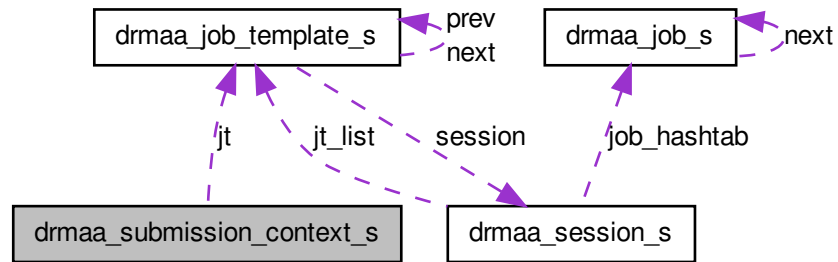 drmaa_job_template_s
prev
next
drmaa_job_s
next
jt
jt_list
session
job_hashtab
drmaa_submission_context_s
drmaa_session_s